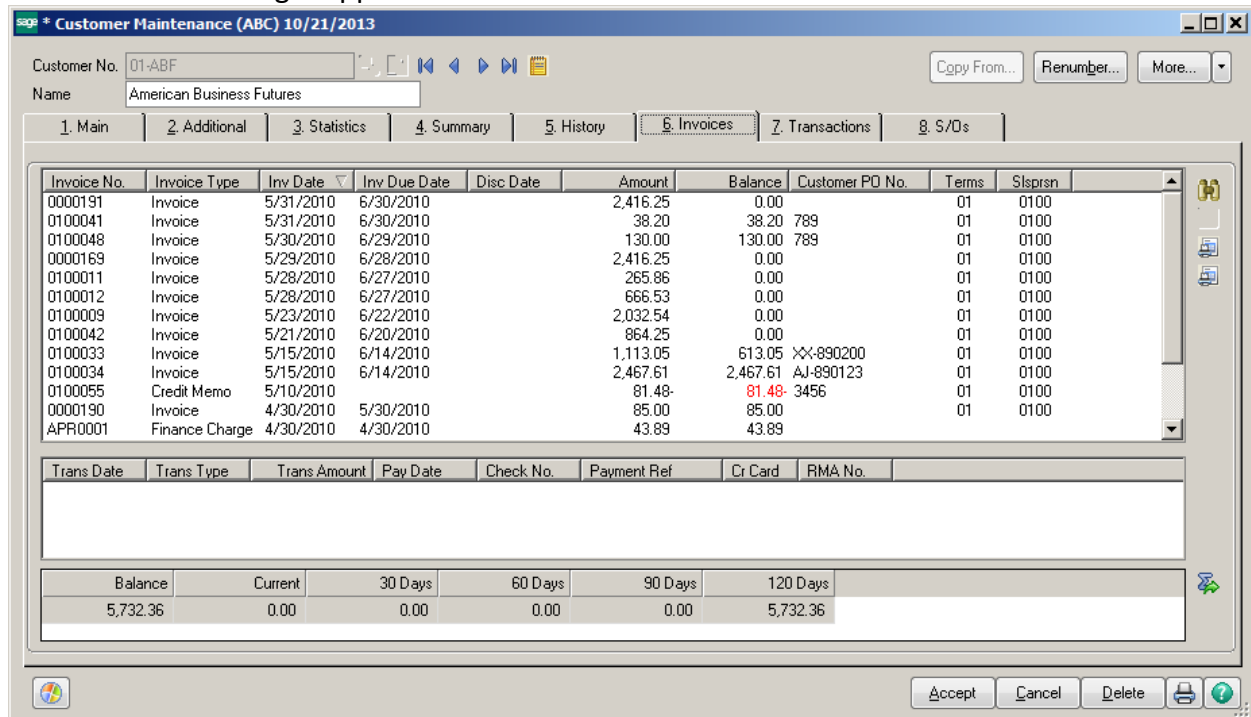 sage * Customer Maintenance (ABC) 10/21/2013
Customer No. 01-ABF Copy From... Renumber... More...
Name American Business Futures
1. Main 2. Additional 3. Statistics 4. Summary 5. History 6. Invoices 7. Transactions 8. S/Os
Invoice No. Invoice Type Inv Date Inv Due Date Disc Date Amount Balance Customer PO No. Terms Slsprsn
0000191 Invoice 5/31/2010 6/30/2010 2,416.25 0.00 01 0100
0100041 Invoice 5/31/2010 6/30/2010 38.20 38.20 789 01 0100
0100048 Invoice 5/30/2010 6/29/2010 130.00 130.00 789 01 0100
0000169 Invoice 5/29/2010 6/28/2010 2,416.25 0.00 01 0100
0100011 Invoice 5/28/2010 6/27/2010 265.86 0.00 01 0100
0100012 Invoice 5/28/2010 6/27/2010 666.53 0.00 01 0100
0100009 Invoice 5/23/2010 6/22/2010 2,032.54 0.00 01 0100
0100042 Invoice 5/21/2010 6/20/2010 864.25 0.00 01 0100
0100033 Invoice 5/15/2010 6/14/2010 1,113.05 613.05 XX-890200 01 0100
0100034 Invoice 5/15/2010 6/14/2010 2,467.61 2,467.61 AJ-890123 01 0100
0100055 Credit Memo 5/10/2010 81.48- 81.48- 3456
0000190 Invoice 4/30/2010 5/30/2010 85.00 85.00 01 0100
APR0001 Finance Charge 4/30/2010 4/30/2010 43.89 43.89
Trans Date Trans Type Trans Amount Pay Date Check No. Payment Ref Cr Card RMA No.
Balance Current 30 Days 60 Days 90 Days 120 Days
5,732.36 0.00 0.00 0.00 0.00 5,732.36
Accept Cancel Delete